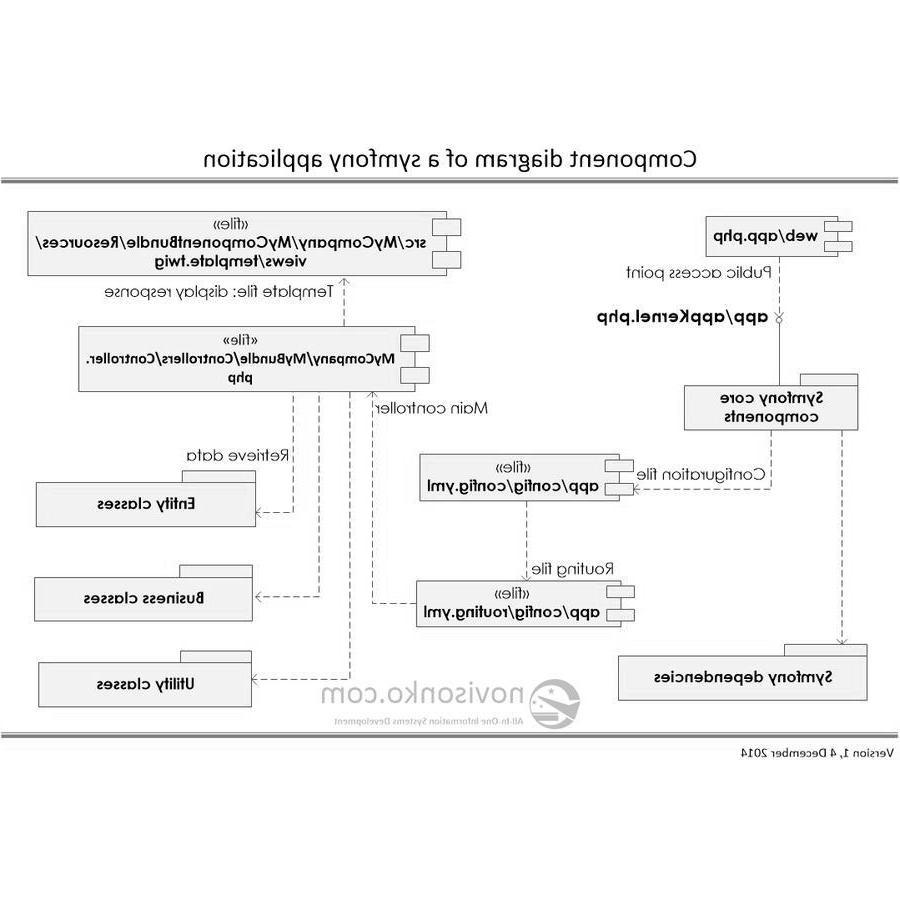 Component diagram of a symfony application
web/app.php
Public access point
app/appKernel.php
Symfony core
components
Configuration file
«file»
app/config/config.yml
Routing file
«file»
app/config/routing.yml
Symfony dependencies
Main controller
«file»
src/MyCompany/MyComponentBundle/Resources/
views/template.twig
Template file: display response
«file»
MyCompany/MyBundle/Controllers/Controller.
php
Retrieve data
Entity classes
Business classes
Utility classes
novisonko.com
All-In-One Information Systems Development
Version 1, 4 December 2014